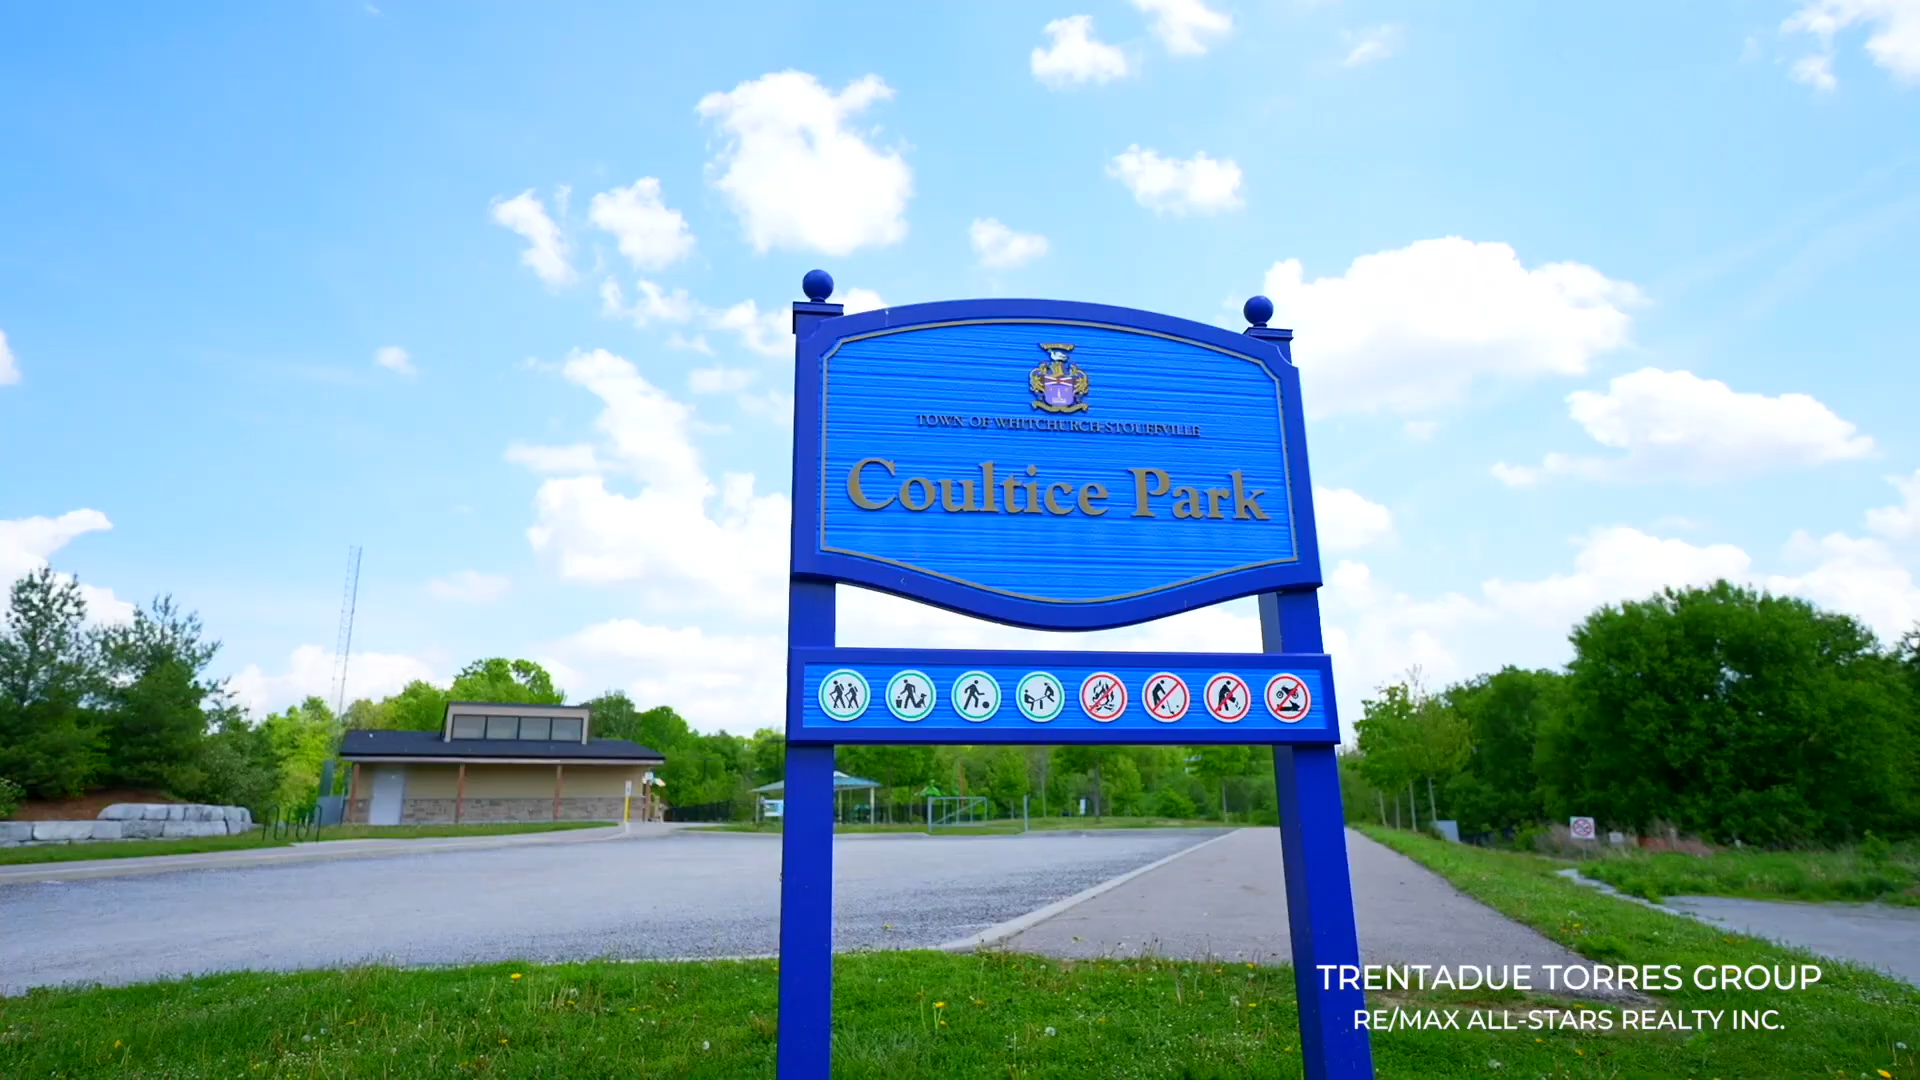 TOWN OF WHITCHURCH-STOUFFVILLE
Coultice Park
TRENTADUE TORRES GROUP
RE/MAX ALL-STARS REALTY INC.